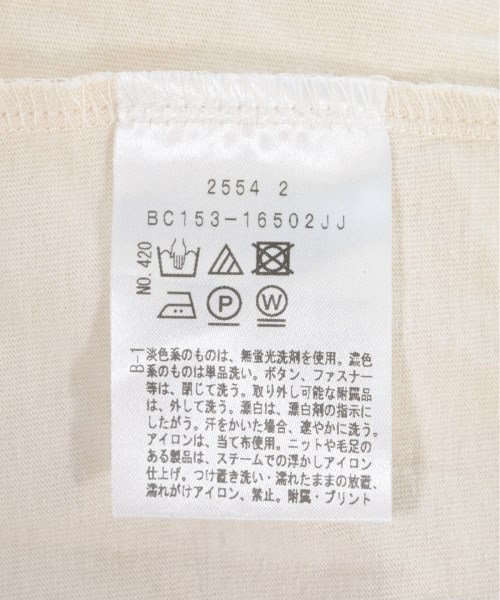 2554 2
BC153-16502JJ
NO.420
P
W
B-1
淡色系のものは、無蛍光洗剤を使用。濃色
系のものは単品洗い。ボタン、ファスナー
等は、閉じて洗う。取り外し可能な附属品
は、外して洗う。漂白は、漂白剤の指示に
したがう。汗をかいた場合、速やかに洗う。
アイロンは、当て布使用。ニットや毛足の
ある製品は、スチームでの浮かしアイロン
仕上げ。つけ置き洗い・濡れたままの放置、
濡れがけアイロン、禁止。附属・プリント